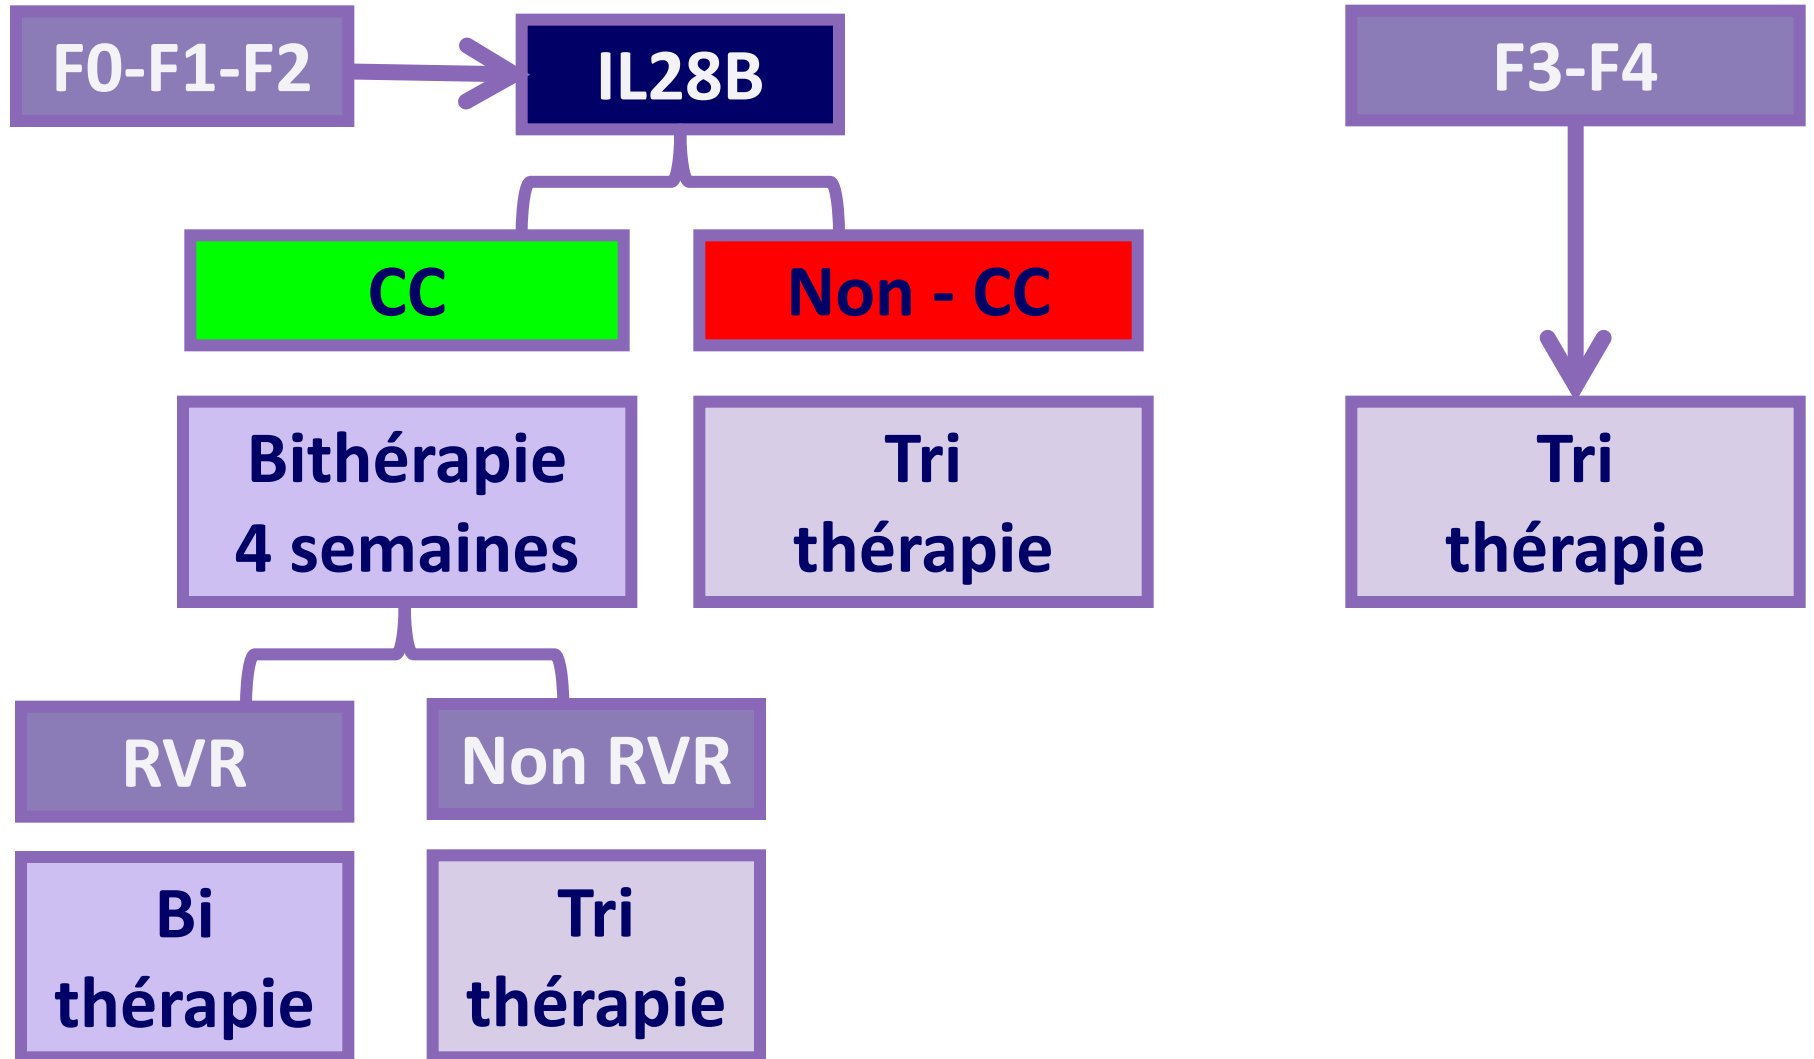 F0-F1-F2
IL28B
F3-F4
CC
Non - CC
Bithérapie
4 semaines
Tri
thérapie
Tri
thérapie
RVR
Non RVR
Bi
thérapie
Tri
thérapie